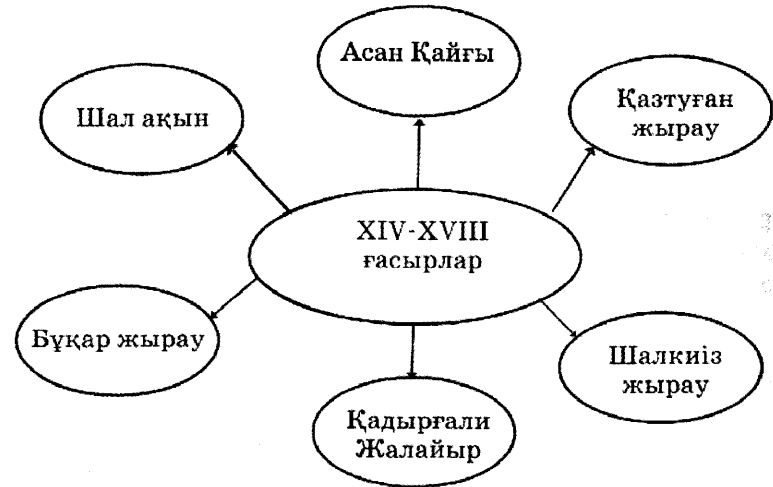 Асан Қайғы
Шал ақын
Қазтуған
жырау
XIV-XVIII
ғасырлар
Бұқар жырау
Шалкиіз
жырау
Қадырғали
Жалайыр